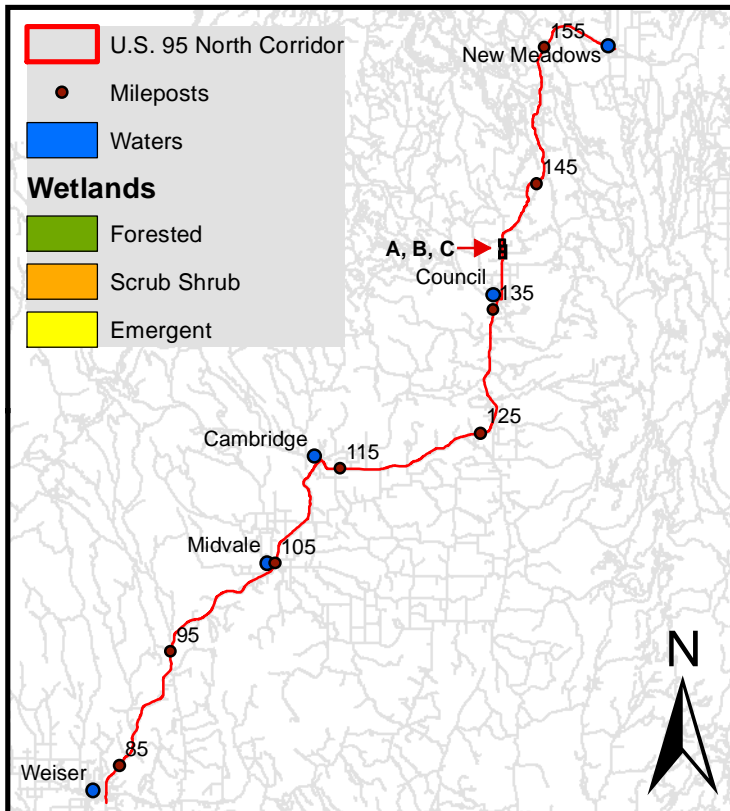 U.S. 95 North Corridor
Mileposts
Waters
Wetlands
Forested
Scrub Shrub
Emergent
155
New Meadows
145
A, B, C
Council
135
125
Cambridge
115
Midvale
105
95
N
85
Weiser